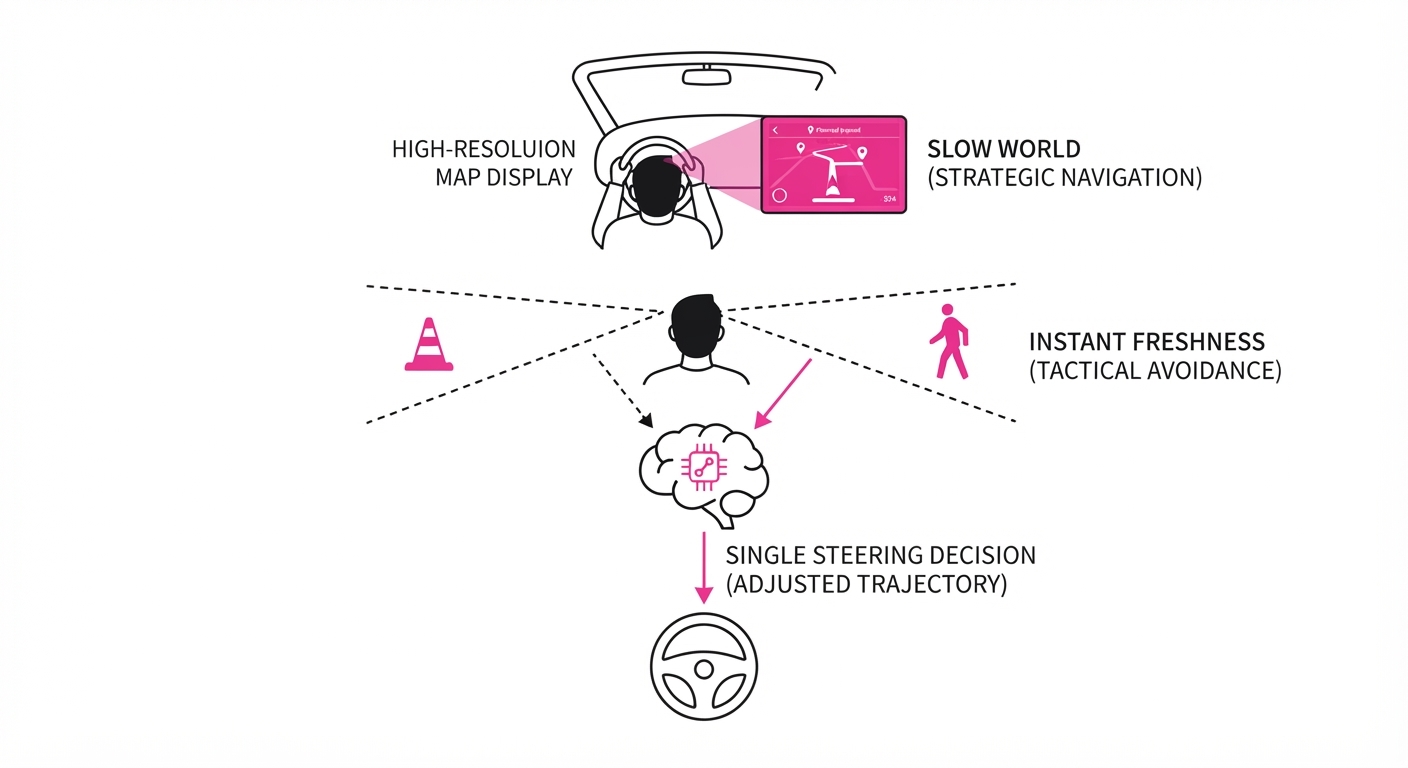 HIGH-RESOLUION
MAP DISPLAY
SLOW WORLD
(STRATEGIC NAVIGATION)
INSTANT FRESHNESS
(TACTICAL AVOIDANCE)
SINGLE STEERING DECISION
(ADJUSTED TRAJECTORY)